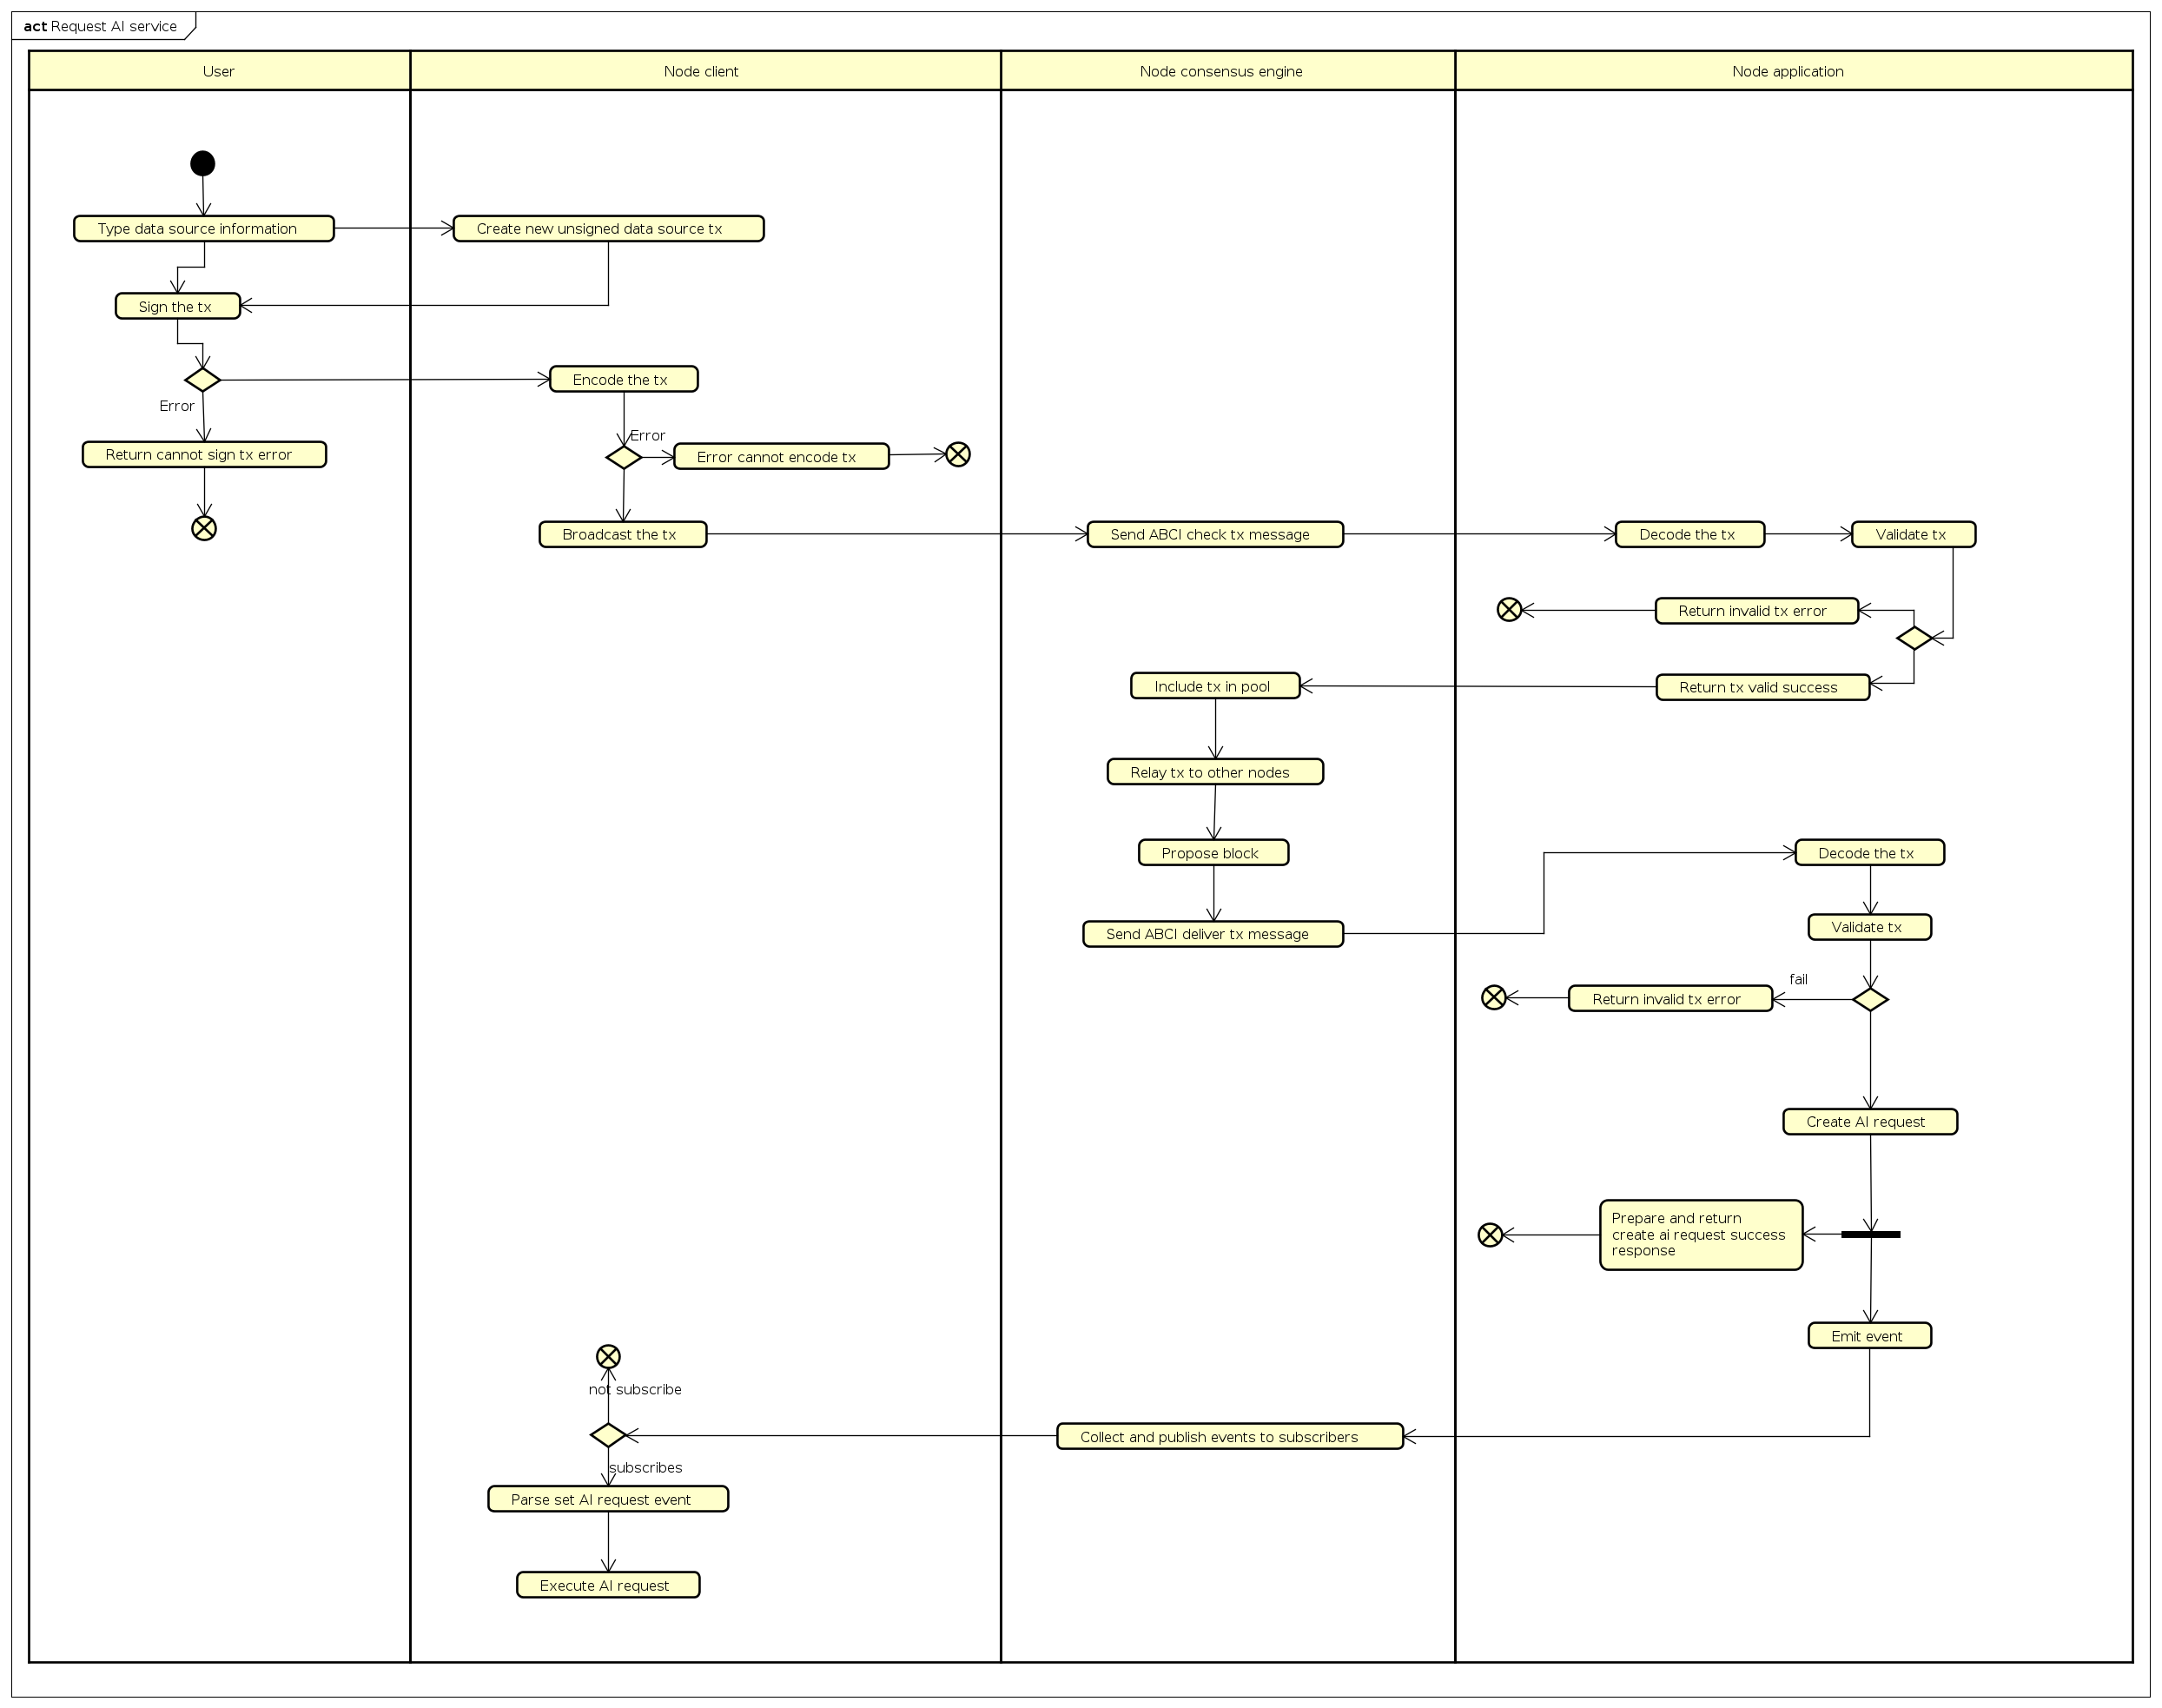 act Request AI service
User
Node client
Node consensus engine
Node application
Type data source information
Create new unsigned data source tx
Sign the tx
Encode the tx
Error
Error
Return cannot sign tx error
Error cannot encode tx
Broadcast the tx
Send ABCI check tx message
Decode the tx
Validate tx
Return invalid tx error
Include tx in pool
Return tx valid success
Relay tx to other nodes
Propose block
Decode the tx
Send ABCI deliver tx message
Validate tx
fail
Return invalid tx error
Create AI request
Prepare and return
create ai request success
response
Emit event
not subscribe
Collect and publish events to subscribers
subscribes
Parse set AI request event
Execute AI request